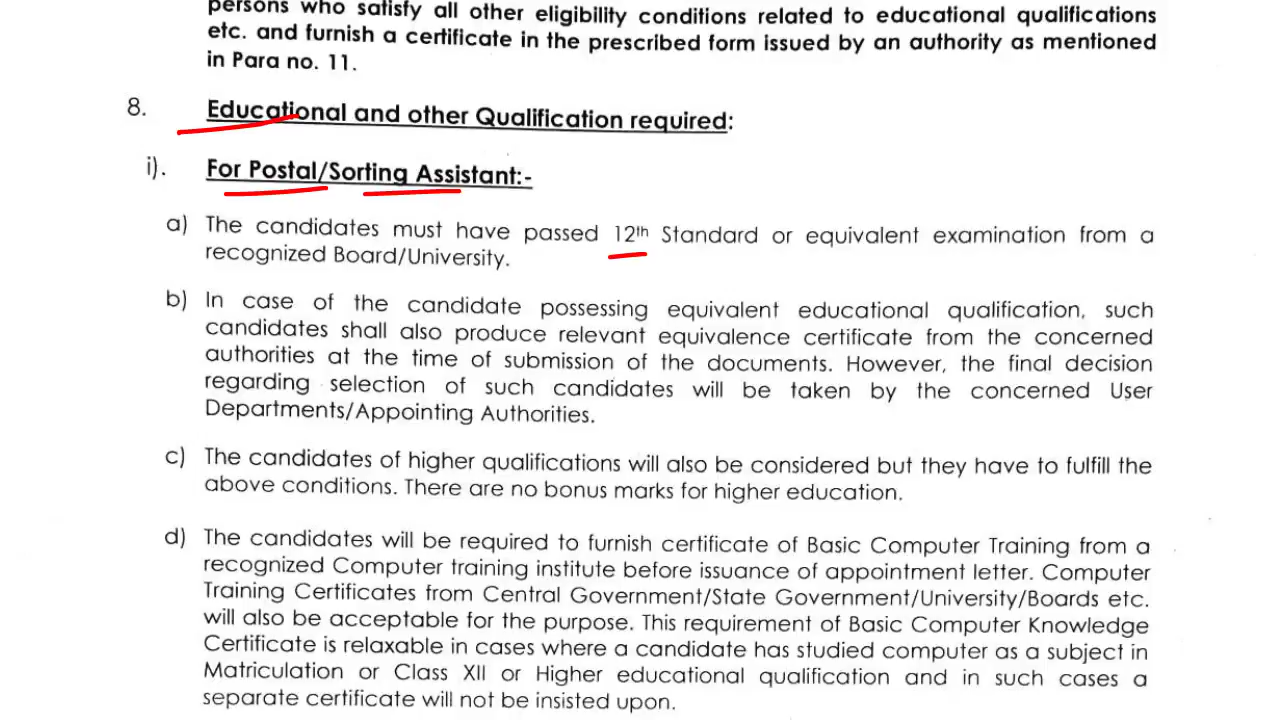 persons who satisfy all other eligibility conditions related to educational qualifications
etc. and furnish a certificate in the prescribed form issued by an authority as mentioned
in Para no. 11.
8. Educational and other Qualification required:
i). For Postal/Sorting Assistant:-
a) The candidates must have passed 12th Standard or equivalent examination from a
recognized Board/University.
b) In case of the candidate possessing equivalent educational qualification, such
candidates shall also produce relevant equivalence certificate from the concerned
authorities at the time of submission of the documents. However, the final decision
regarding selection of such candidates will be taken by the concerned User
Departments/Appointing Authorities.
c) The candidates of higher qualifications will also be considered but they have to fulfill the
above conditions. There are no bonus marks for higher education.
d) The candidates will be required to furnish certificate of Basic Computer Training from a
recognized Computer training institute before issuance of appointment letter. Computer
Training Certificates from Central Government/State Government/University/Boards etc.
will also be acceptable for the purpose. This requirement of Basic Computer Knowledge
Certificate is relaxable in cases where a candidate has studied computer as a subject in
Matriculation or Class XII or Higher educational qualification and in such cases a
separate certificate will not be insisted upon.